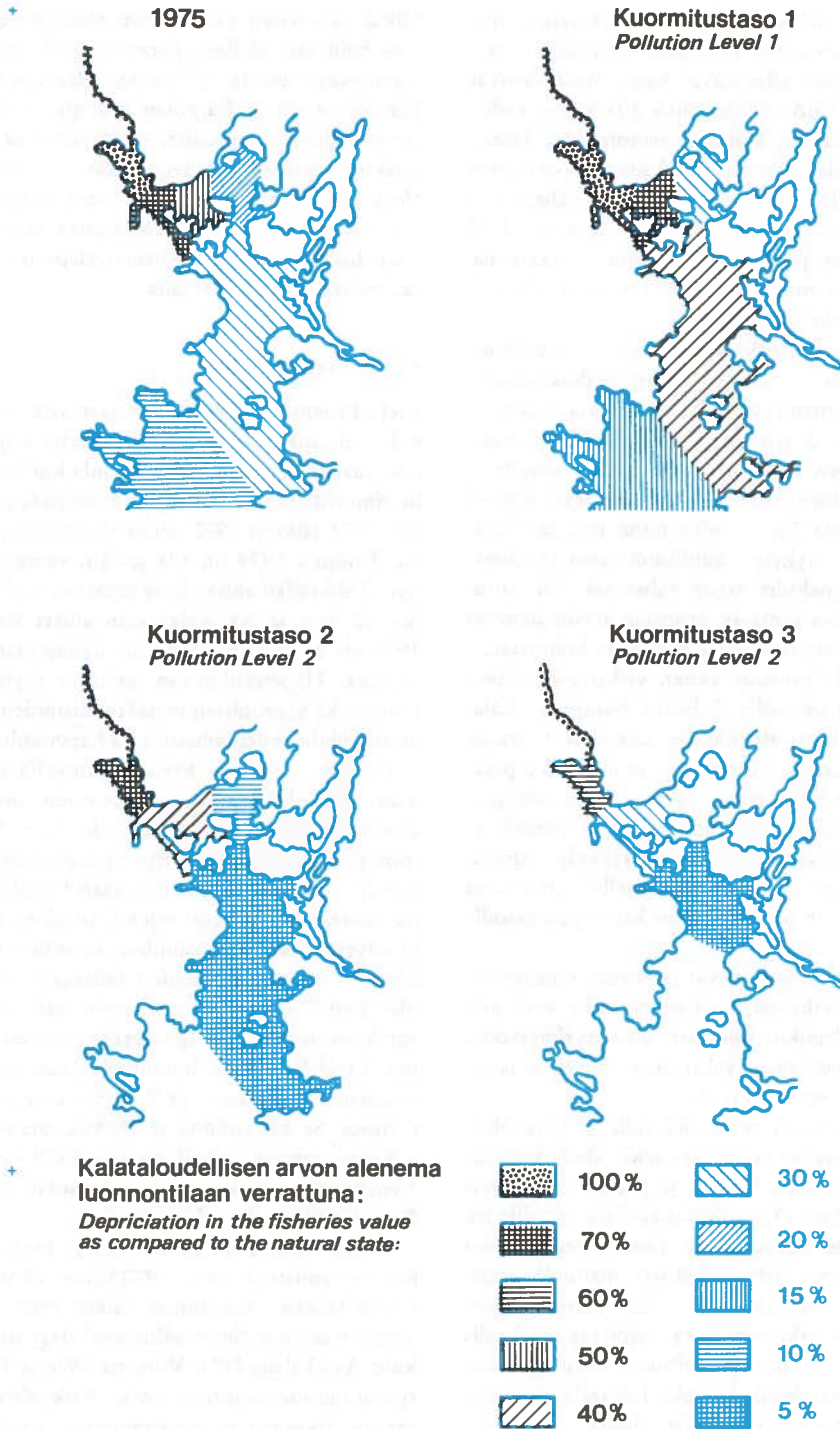 1975
Kuormitustaso 1
Pollution Level 1
Kuormitustaso 2
Pollution Level 2
Kuormitustaso 3
Pollution Level 2
Kalataloudellisen arvon alenema
luonnontilaan verrattuna:
Depriciation in the fisheries value
as compared to the natural state:
100%
70%
60%
50%
40%
30%
20%
15%
10%
5%